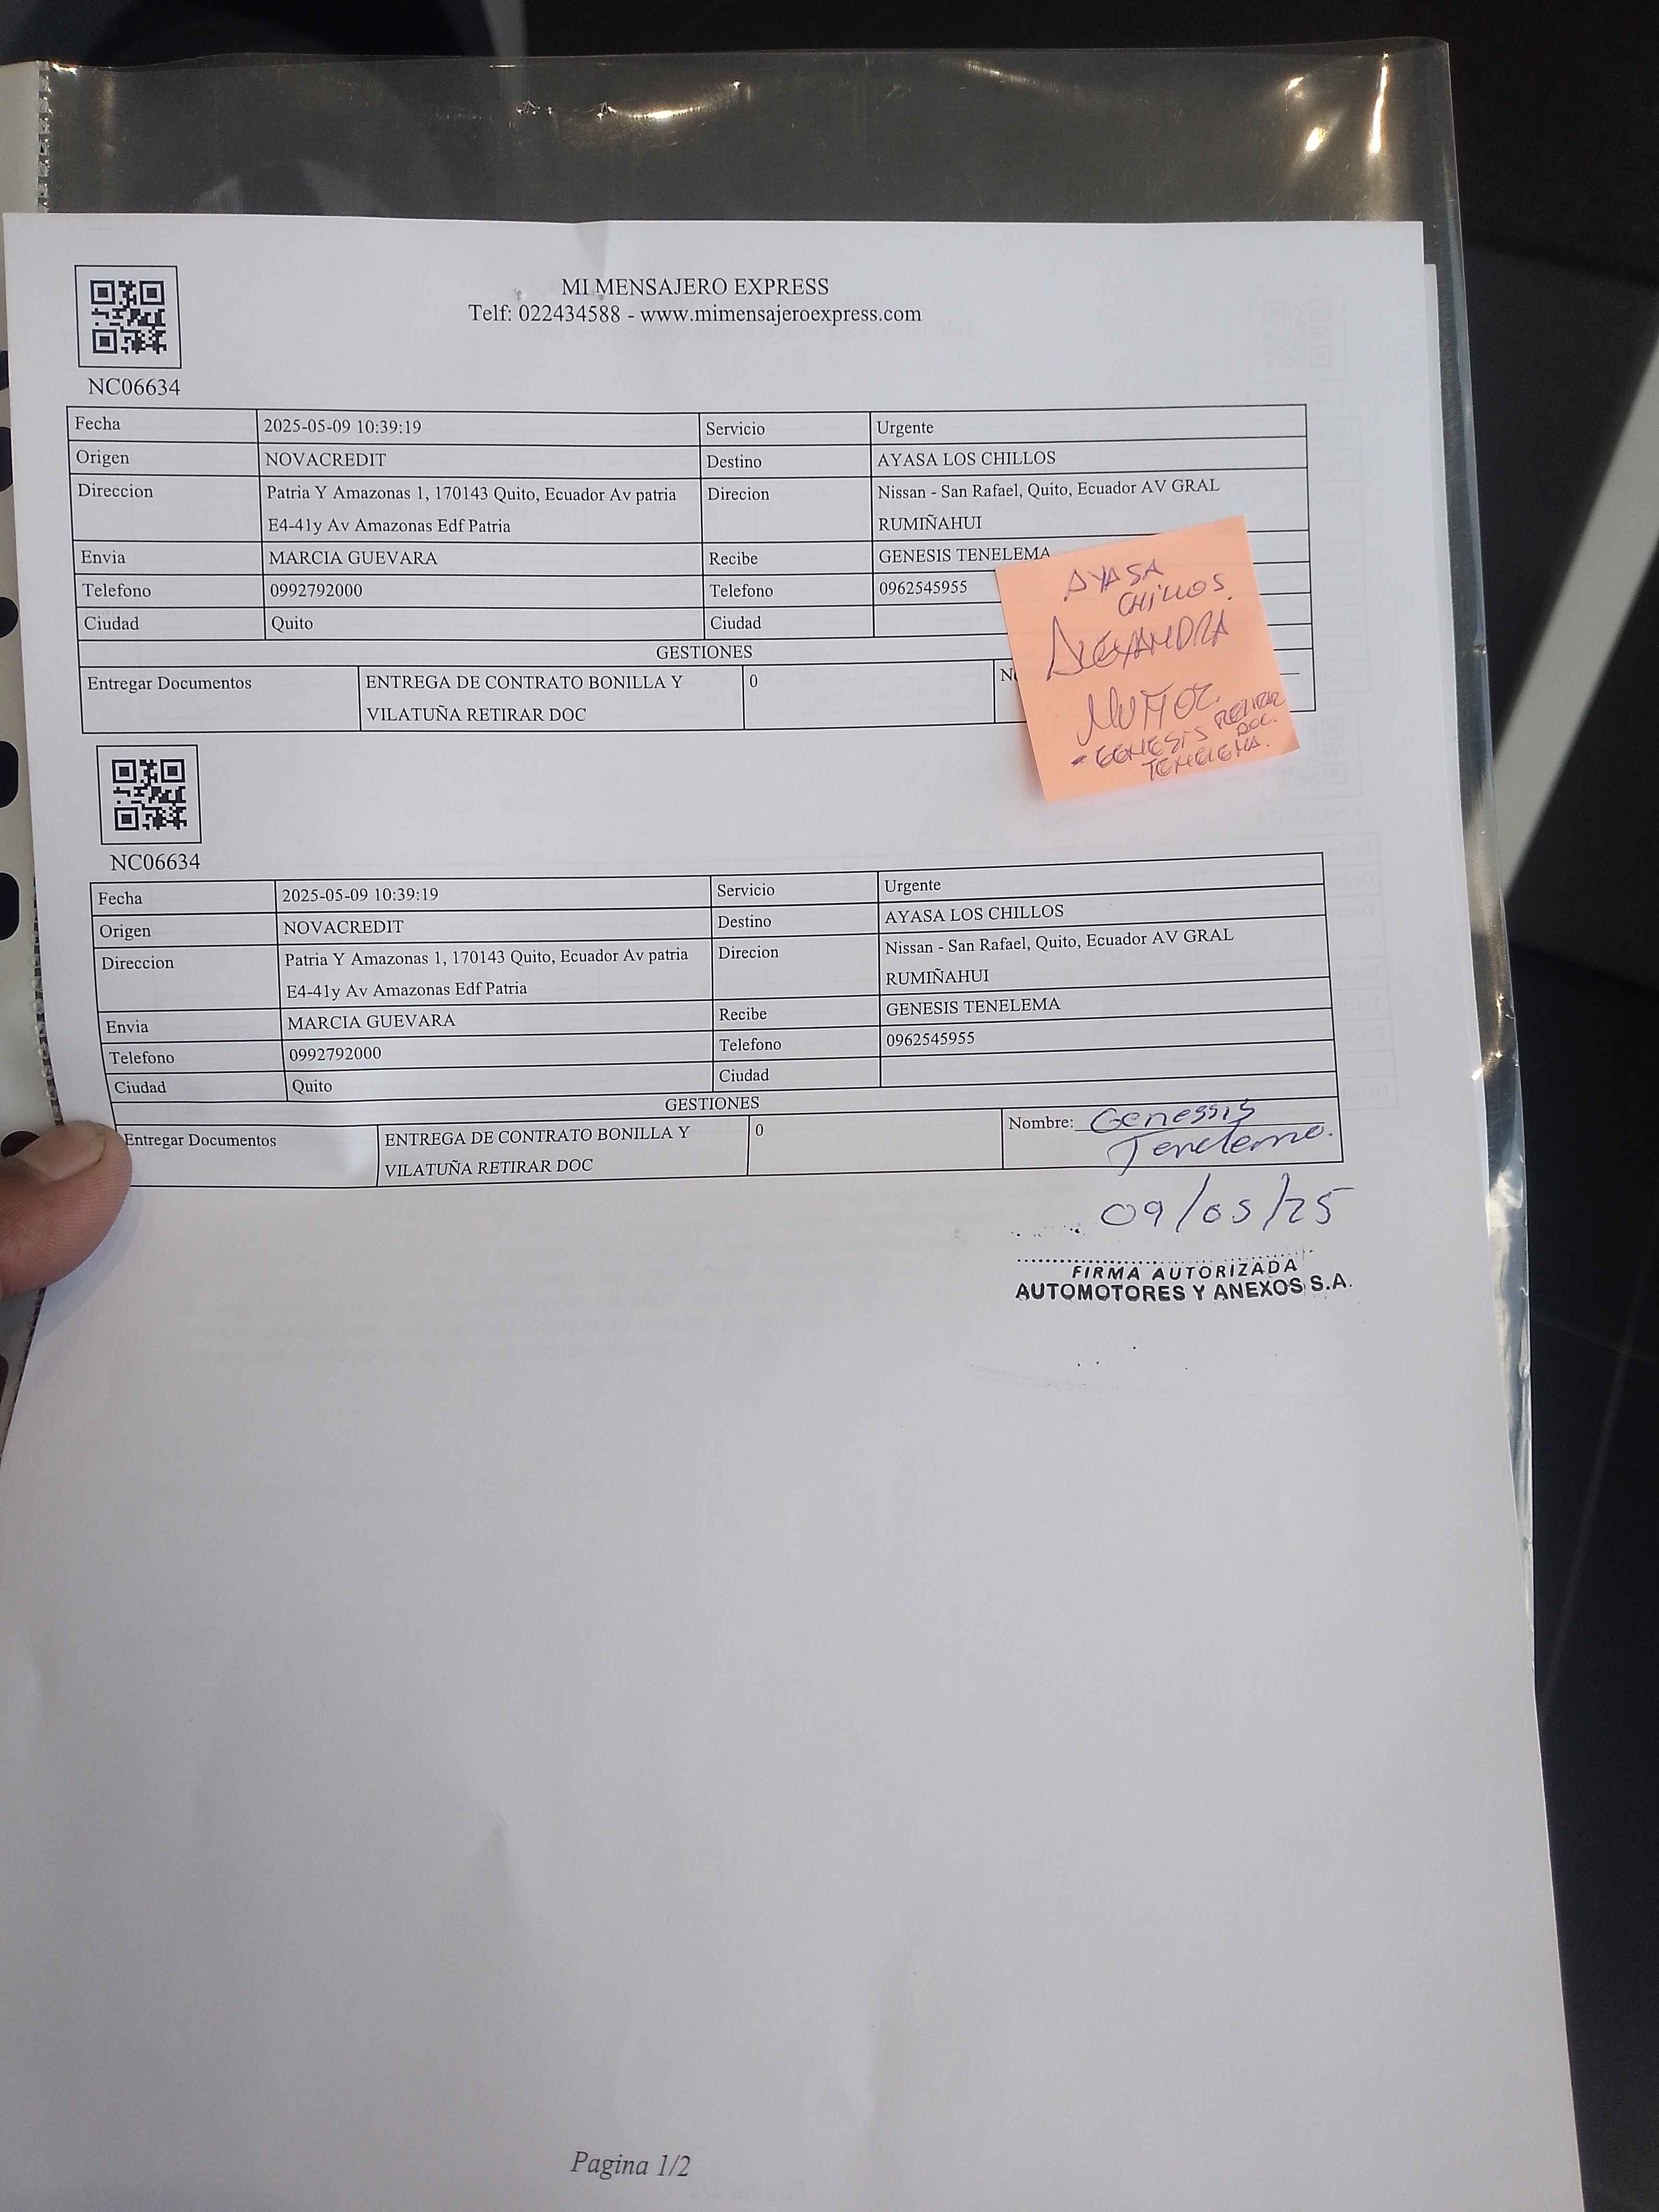 MI MENSAJERO EXPRESS
Telf: 022434588 - www.mimensajeroexpress.com
NC06634
Fecha 2025-05-09 10:39:19 Servicio Urgente
Origen NOVACREDIT Destino AYASA LOS CHILLOS
Direccion Patria Y Amazonas 1, 170143 Quito, Ecuador Av patria Direcion Nissan - San Rafael, Quito, Ecuador AV GRAL
E4-41y Av Amazonas Edf Patria RUMIÑAHUI
Envia MARCIA GUEVARA Recibe GENESIS TENELEMA
Telefono 0992792000 Telefono 0962545955
Ciudad Quito Ciudad
GESTIONES
Entregar Documentos ENTREGA DE CONTRATO BONILLA Y 0
VILATUÑA RETIRAR DOC
AYASA
CHILLOS.
ALEXANDRA
MUÑOZ.
- GENESIS RETIRAR
DOC.
TENELEMA.
NC06634
Fecha 2025-05-09 10:39:19 Servicio Urgente
Origen NOVACREDIT Destino AYASA LOS CHILLOS
Direccion Patria Y Amazonas 1, 170143 Quito, Ecuador Av patria Direcion Nissan - San Rafael, Quito, Ecuador AV GRAL
E4-41y Av Amazonas Edf Patria RUMIÑAHUI
Envia MARCIA GUEVARA Recibe GENESIS TENELEMA
Telefono 0992792000 Telefono 0962545955
Ciudad Quito Ciudad
GESTIONES
Entregar Documentos ENTREGA DE CONTRATO BONILLA Y 0 Nombre: Genessis
VILATUÑA RETIRAR DOC Tenelema.
09/05/25
FIRMA AUTORIZADA
AUTOMOTORES Y ANEXOS S.A.
Pagina 1/2